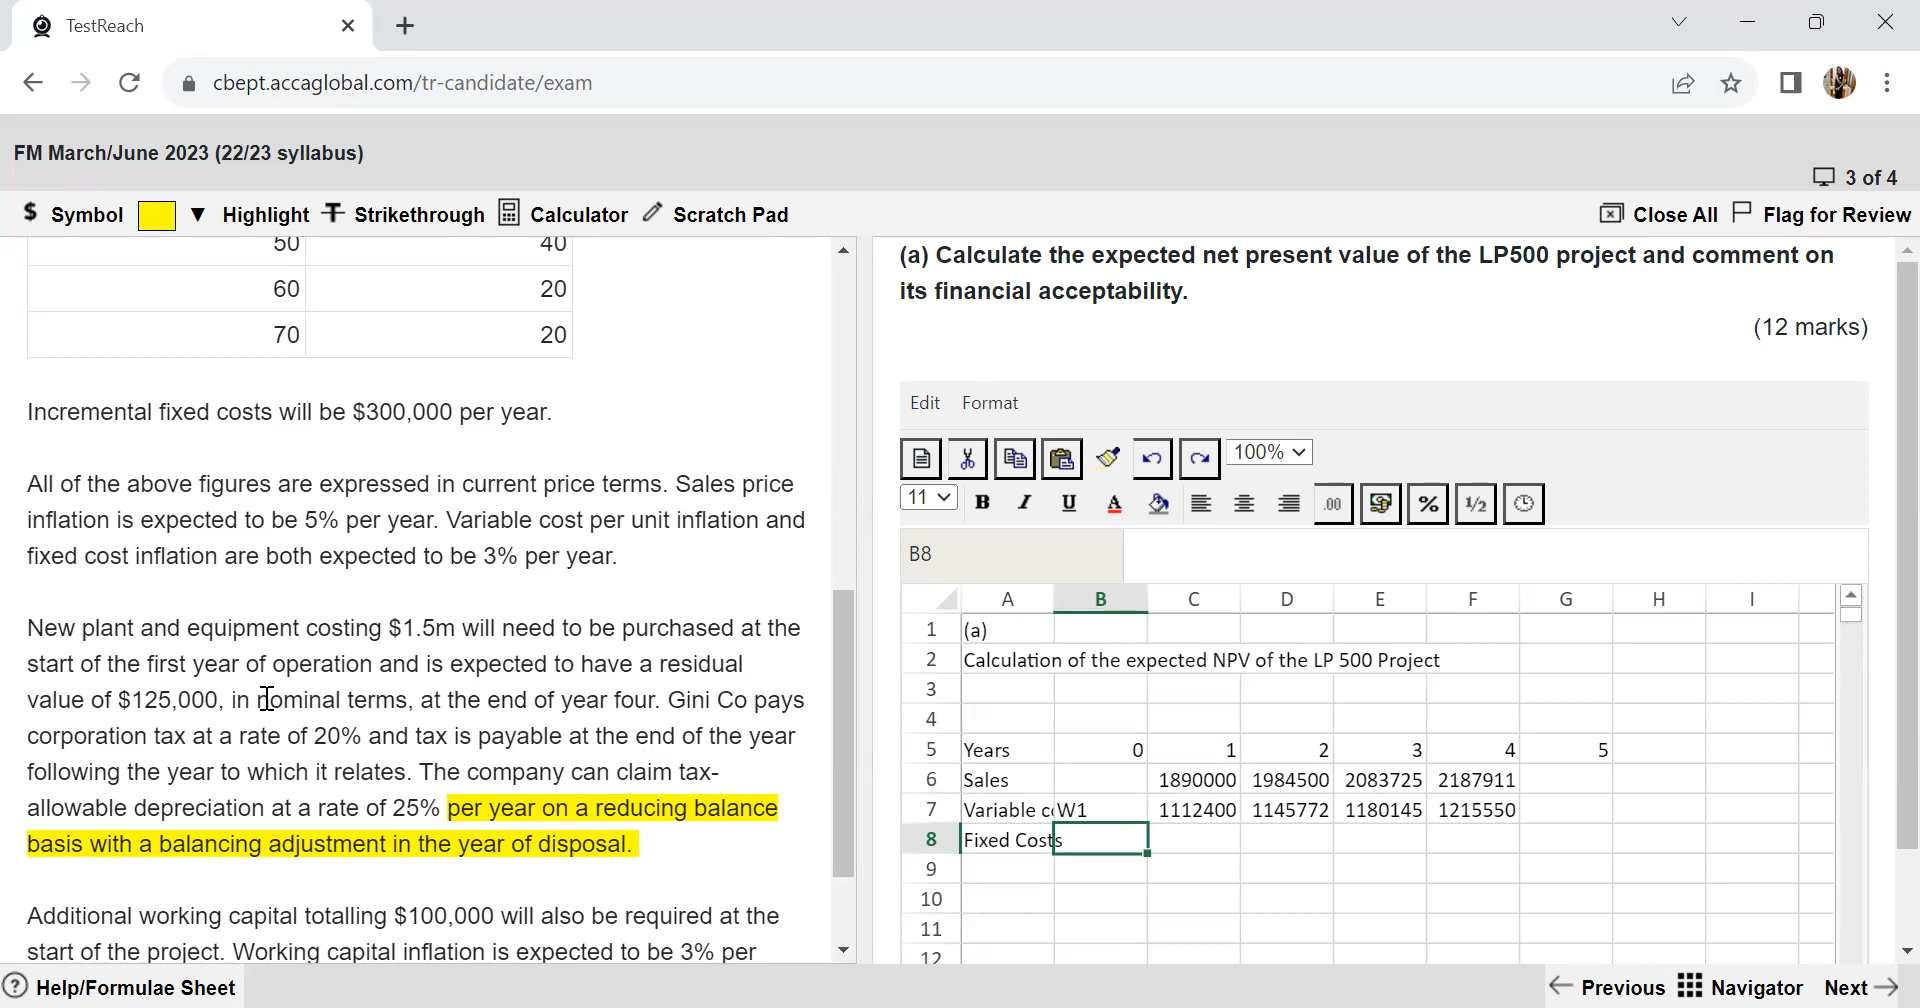 TestReach
cbept.accaglobal.com/tr-candidate/exam
FM March/June 2023 (22/23 syllabus)
3 of 4
$ Symbol Highlight Strikethrough Calculator Scratch Pad
Close All Flag for Review
50 40
60 20
70 20
Incremental fixed costs will be $300,000 per year.
All of the above figures are expressed in current price terms. Sales price
inflation is expected to be 5% per year. Variable cost per unit inflation and
fixed cost inflation are both expected to be 3% per year.
New plant and equipment costing $1.5m will need to be purchased at the
start of the first year of operation and is expected to have a residual
value of $125,000, in nominal terms, at the end of year four. Gini Co pays
corporation tax at a rate of 20% and tax is payable at the end of the year
following the year to which it relates. The company can claim tax-
allowable depreciation at a rate of 25% per year on a reducing balance
basis with a balancing adjustment in the year of disposal.
Additional working capital totalling $100,000 will also be required at the
start of the project. Working capital inflation is expected to be 3% per
(a) Calculate the expected net present value of the LP500 project and comment on
its financial acceptability.
(12 marks)
Edit Format
100%
11 B I U A .00 % 1/2
B8
A B C D E F G H I
1 (a)
2 Calculation of the expected NPV of the LP 500 Project
3
4
5 Years 0 1 2 3 4 5
6 Sales 1890000 1984500 2083725 2187911
7 Variable co W1 1112400 1145772 1180145 1215550
8 Fixed Costs
9
10
11
12
? Help/Formulae Sheet
Previous Navigator Next